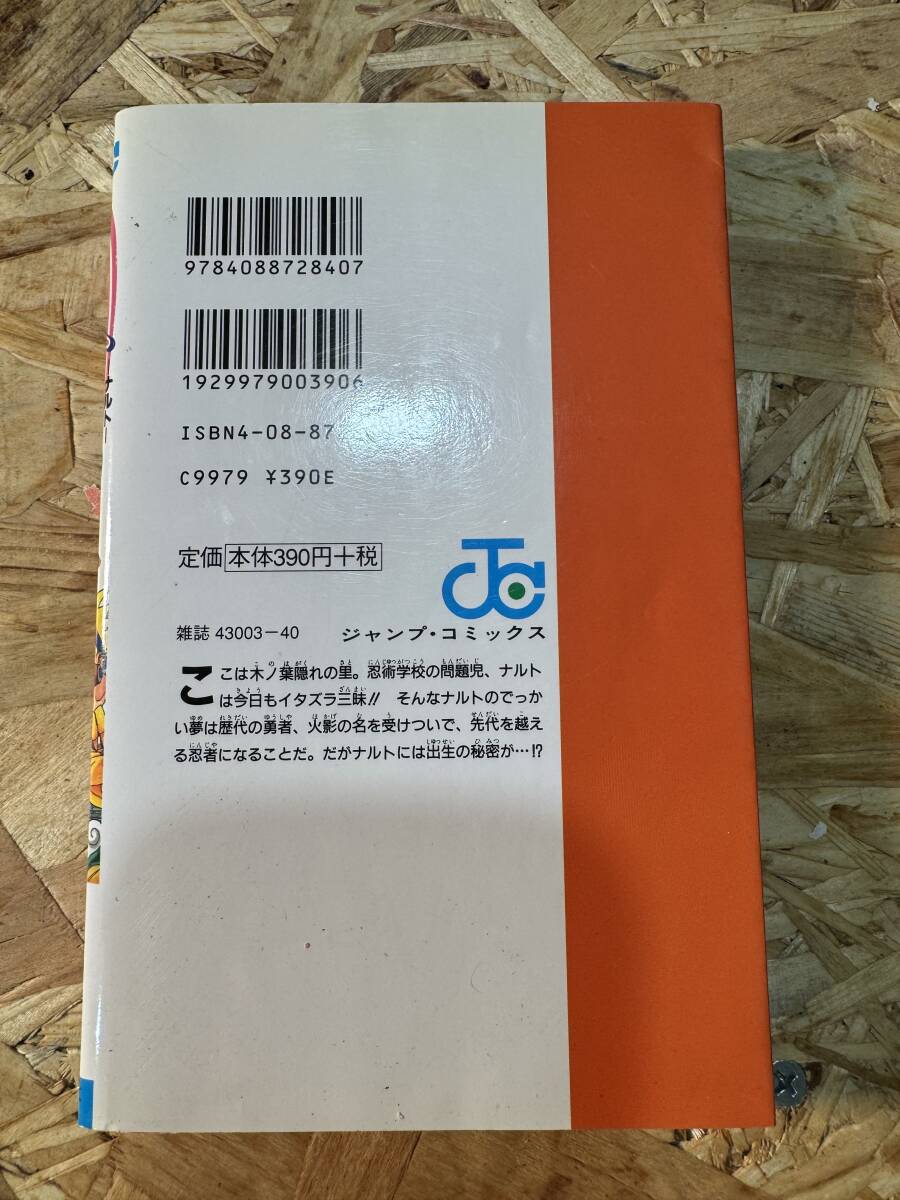 9784088728407
1929979003906
ISBN4-08-87
C9979 ¥390E
定価 本体390円+税
雑誌 43003-40
ジャンプ・コミックス
ここは木ノ葉隠れの里。忍術学校の問題児、ナルト
は今日もイタズラ三昧!! そんなナルトのでっか
い夢は歴代の勇者、火影の名を受けついで、先代を越え
る忍者になることだ。だがナルトには出生の秘密が…!?
ナルト